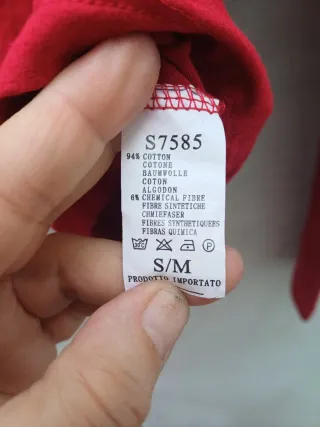 S7585
94% COTTON
COTONE
BAUMWOLLE
COTON
ALGODON
6% CHEMICAL FIBRE
FIBRE SINTETICHE
CHMIEFASER
FIBRES SYNTHETIQUERS
FIBRAS QUIMICA
S/M
PRODOTTO IMPORTATO